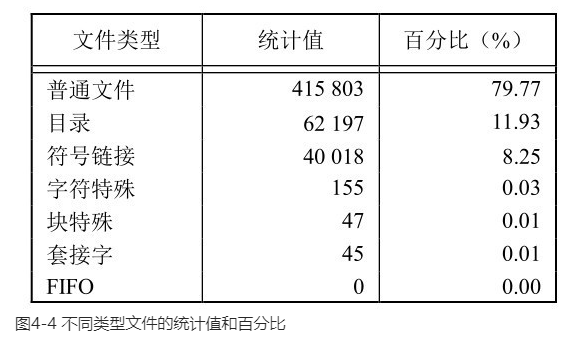 文件类型 统计值 百分比（%）
普通文件 415 803 79.77
目录 62 197 11.93
符号链接 40 018 8.25
字符特殊 155 0.03
块特殊 47 0.01
套接字 45 0.01
FIFO 0 0.00
图4-4 不同类型文件的统计值和百分比